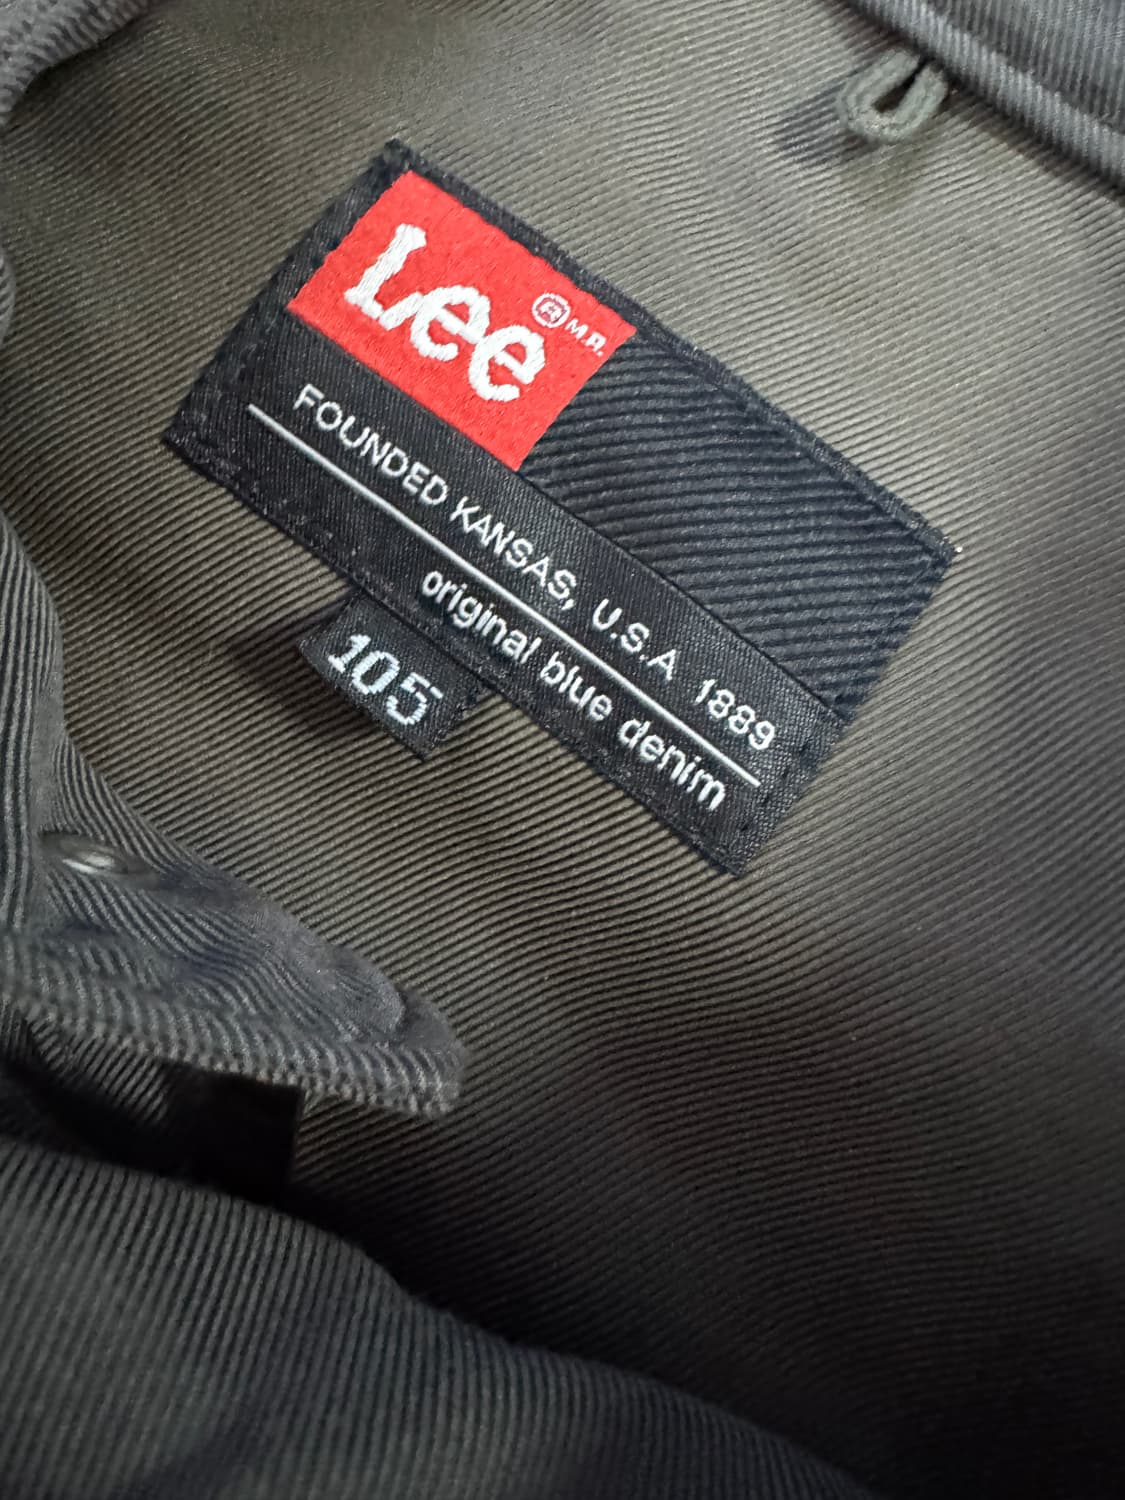 Lee ® M.R.
FOUNDED KANSAS, U.S.A 1889
original blue denim
105